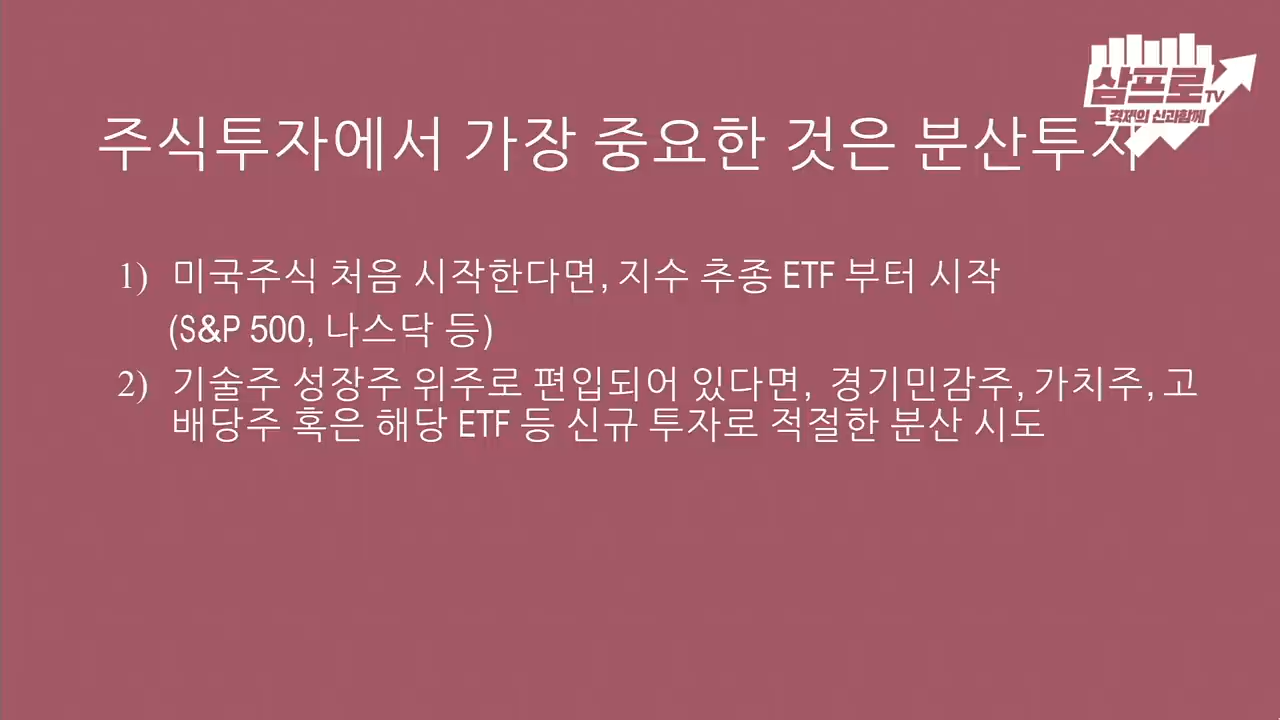 삼프로TV
경제의 신과함께
주식투자에서 가장 중요한 것은 분산투자
1) 미국주식 처음 시작한다면, 지수 추종 ETF 부터 시작
(S&P 500, 나스닥 등)
2) 기술주 성장주 위주로 편입되어 있다면, 경기민감주, 가치주, 고
배당주 혹은 해당 ETF 등 신규 투자로 적절한 분산 시도